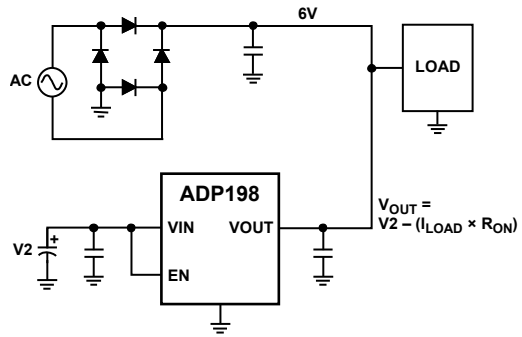 6V
AC
LOAD
ADP198
VIN
VOUT
EN
V2
+
VOUT =
V2 – (ILOAD × RON)